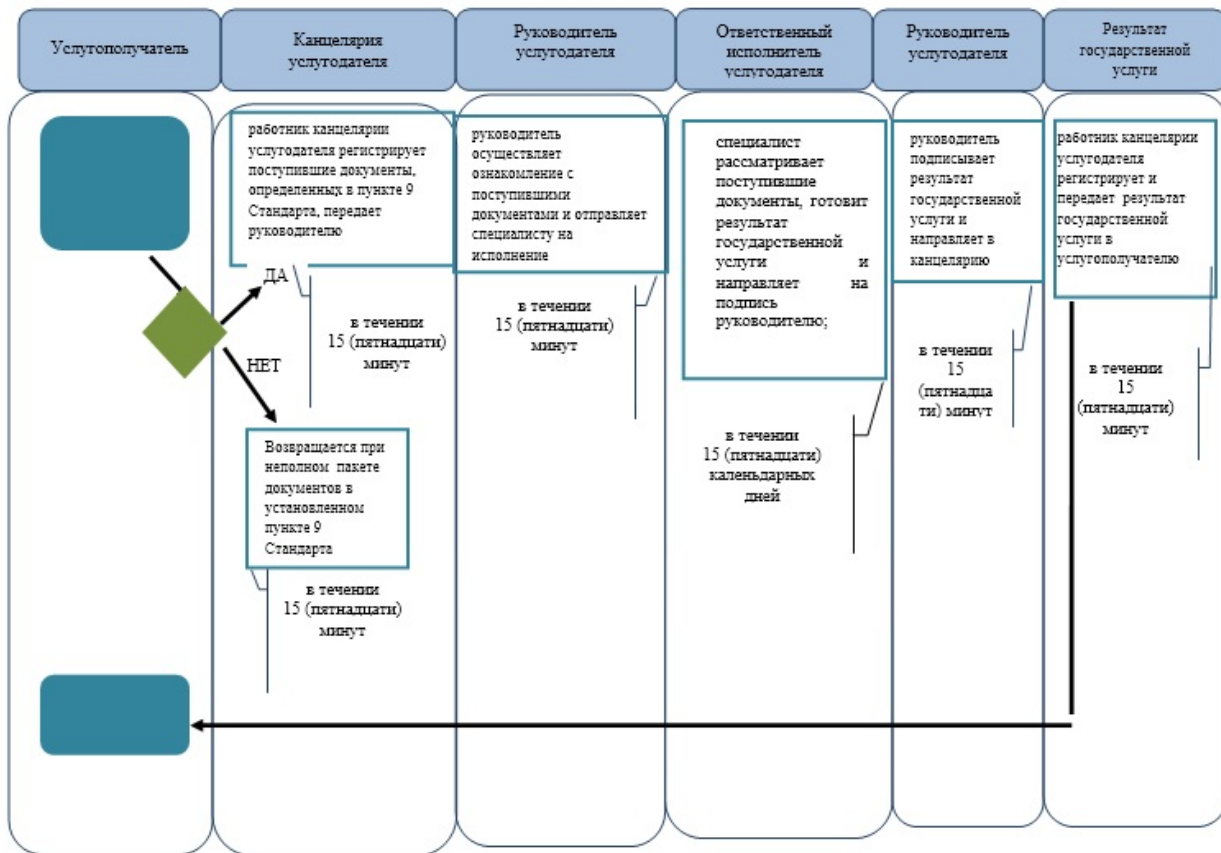 Услугополучатель
Канцелярия
услугодателя
Руководитель
услугодателя
Ответственный
исполнитель
услугодателя
Руководитель
услугодателя
Результат
государственной
услуги
работник канцелярии
услугодателя регистрирует
поступившие документы,
определенных в пункте 9
Стандарта, передает
руководителю
ДА
в течении
15 (пятнадцати)
минут
НЕТ
Возвращается при
неполном пакете
документов в
установленном
пункте 9
Стандарта
в течении
15 (пятнадцати)
минут
руководитель
осуществляет
ознакомление с
поступившими
документами и отправляет
специалисту на
исполнение
в течении
15 (пятнадцати)
минут
специалист
рассматривает
поступившие
документы, готовит
результат
государственной
услуги и
направляет на
подпись
руководителю;
в течении
15 (пятнадцати)
каленьдарных
дней
руководитель
подписывает
результат
государственной
услуги и
направляет в
канцелярию
в течении
15
(пятнадца
ти) минут
работник канцелярии
услугодателя
регистрирует и
передает результат
государственной
услуги в
услугополучателю
в течении
15
(пятнадцати)
минут